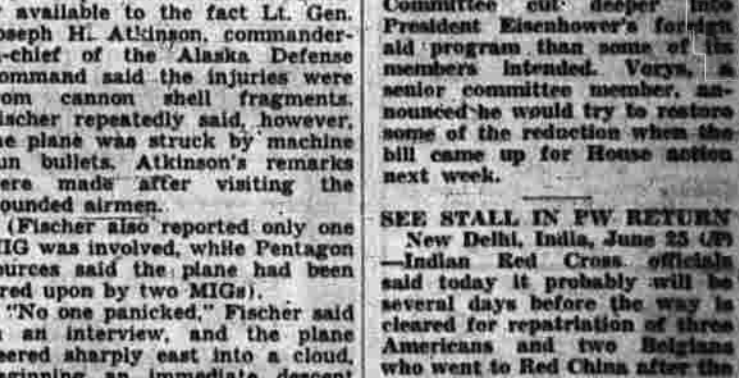 available to the fact Lt. Gen.
oseph H. Atkinson, commander-
-chief of the Alaska Defense
ommand said the injuries were
rom cannon shell fragments.
ischer repeatedly said, however,
he plane was struck by machine
un bullets. Atkinson's remarks
ere made after visiting the
ounded airmen.
(Fischer also reported only one
IG was involved, while Pentagon
ources said the plane had been
red upon by two MIGs).
"No one panicked," Fischer said
an interview, and the plane
eered sharply east into a cloud,
eginning an immediate descent
Committee cut deeper into
President Eisenhower's foreign
aid program than some of its
members intended. Vorys, a
senior committee member, an-
nounced he would try to restore
some of the reduction when the
bill came up for House action
next week.
SEE STALL IN PW RETURN
New Delhi, India, June 25 (AP)
—Indian Red Cross officials
said today it probably will be
several days before the way is
cleared for repatriation of three
Americans and two Belgians
who went to Red China after the